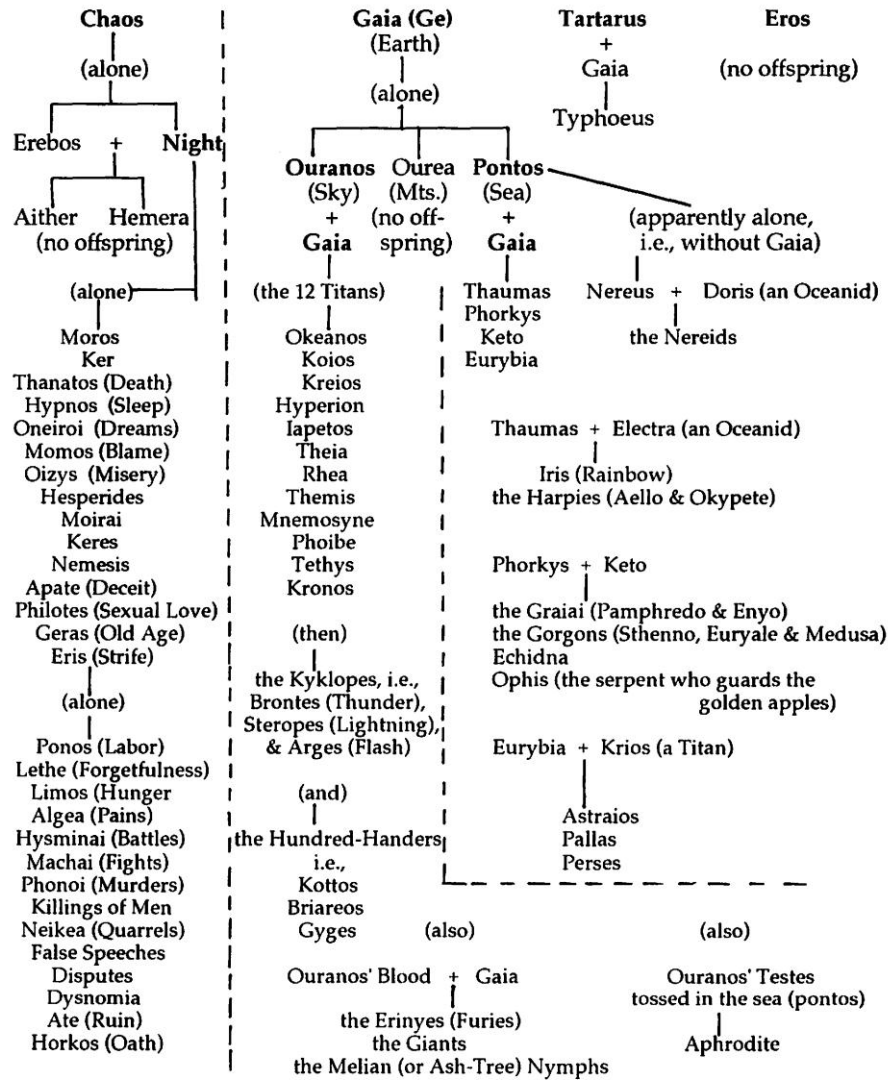 Chaos
(alone)
Erebos + Night
Aither Hemera
(no offspring)
(alone)
Moros
Ker
Thanatos (Death)
Hypnos (Sleep)
Oneiroi (Dreams)
Momos (Blame)
Oizys (Misery)
Hesperides
Moirai
Keres
Nemesis
Apate (Deceit)
Philotes (Sexual Love)
Geras (Old Age)
Eris (Strife)
(alone)
Ponos (Labor)
Lethe (Forgetfulness)
Limos (Hunger
Algea (Pains)
Hysminai (Battles)
Machai (Fights)
Phonoi (Murders)
Killings of Men
Neikea (Quarrels)
False Speeches
Disputes
Dysnomia
Ate (Ruin)
Horkos (Oath)
Gaia (Ge)
(Earth)
(alone)
Ouranos
(Sky)
+
Gaia
Ourea
(Mts.)
(no off-
spring)
Pontos
(Sea)
+
Gaia
(the 12 Titans)
Okeanos
Koios
Kreios
Hyperion
Iapetos
Theia
Rhea
Themis
Mnemosyne
Phoibe
Tethys
Kronos
(then)
the Kyklopes, i.e.,
Brontes (Thunder),
Steropes (Lightning),
& Arges (Flash)
(and)
the Hundred-Handers
i.e.,
Kottos
Briareos
Gyges
(also)
Ouranos' Blood + Gaia
the Erinyes (Furies)
the Giants
the Melian (or Ash-Tree) Nymphs
Tartarus
+
Gaia
Typhoeus
Eros
(no offspring)
(apparently alone,
i.e., without Gaia)
Thaumas
Phorkys
Keto
Eurybia
Nereus + Doris (an Oceanid)
the Nereids
Thaumas + Electra (an Oceanid)
Iris (Rainbow)
the Harpies (Aello & Okypete)
Phorkys + Keto
the Graiai (Pamphredo & Enyo)
the Gorgons (Sthenno, Euryale & Medusa)
Echidna
Ophis (the serpent who guards the
golden apples)
Eurybia + Krios (a Titan)
Astraios
Pallas
Perses
(also)
Ouranos' Testes
tossed in the sea (pontos)
Aphrodite